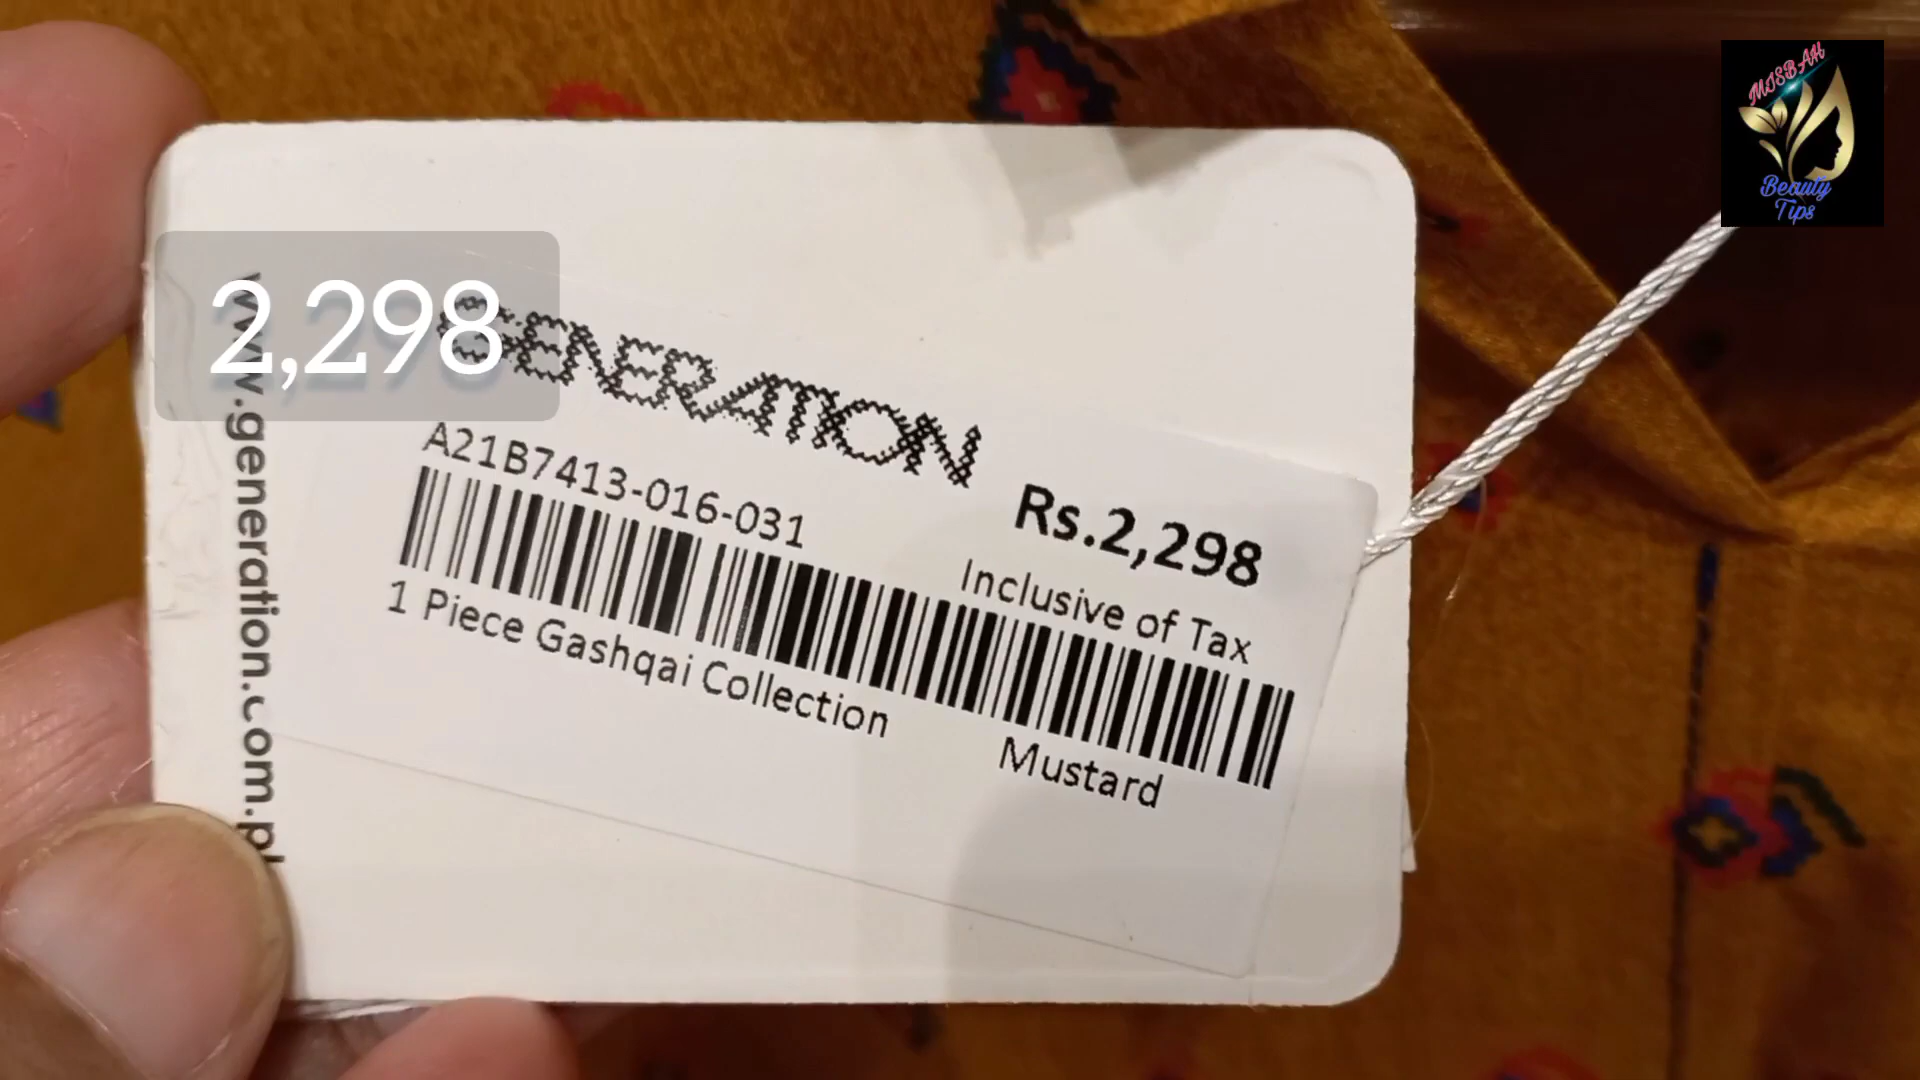 MISBAH
Beauty
Tips
2,298
www.generation.com.pk
GENERATION
A21B7413-016-031
Rs.2,298
Inclusive of Tax
1 Piece Gashqai Collection
Mustard